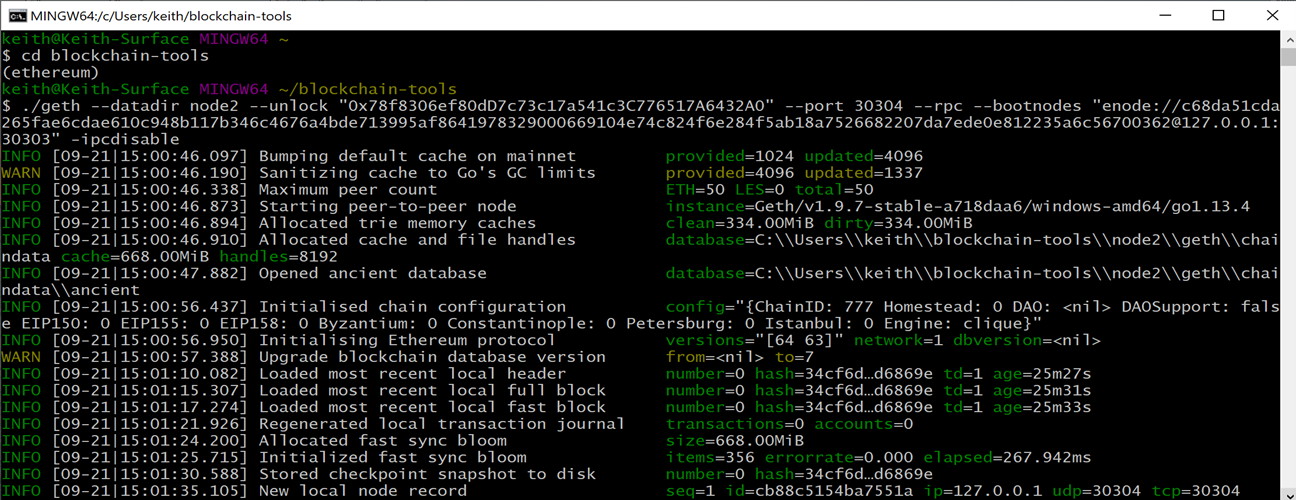 MINGW64:/c/Users/keith/blockchain-tools
keith@Keith-Surface MINGW64 ~
$ cd blockchain-tools
(ethereum)
keith@Keith-Surface MINGW64 ~/blockchain-tools
$ ./geth --datadir node2 --unlock "0x78f8306ef80dD7c73c17a541c3C776517A6432A0" --port 30304 --rpc --bootnodes "enode://c68da51cda
265fae6cdae610c948b117b346c4676a4bde713995af86419783290006691​04e74c824f6e284f5ab18a7526682207da7ede0e812235a6c56700362@127.0.0.1:
30303" -ipcdisable
INFO [09-21|15:00:46.097] Bumping default cache on mainnet provided=1024 updated=4096
WARN [09-21|15:00:46.190] Sanitizing cache to Go's GC limits provided=4096 updated=1337
INFO [09-21|15:00:46.338] Maximum peer count ETH=50 LES=0 total=50
INFO [09-21|15:00:46.873] Starting peer-to-peer node instance=Geth/v1.9.7-stable-a718daa6/windows-amd64/go1.13.4
INFO [09-21|15:00:46.894] Allocated trie memory caches clean=334.00MiB dirty=334.00MiB
INFO [09-21|15:00:46.910] Allocated cache and file handles database=C:\\Users\\keith\\blockchain-tools\\node2\\geth\\chai
ndata cache=668.00MiB handles=8192
INFO [09-21|15:00:47.882] Opened ancient database database=C:\\Users\\keith\\blockchain-tools\\node2\\geth\\chai
ndata\\ancient
INFO [09-21|15:00:56.437] Initialised chain configuration config="{ChainID: 777 Homestead: 0 DAO: <nil> DAOSupport: fals
e EIP150: 0 EIP155: 0 EIP158: 0 Byzantium: 0 Constantinople: 0 Petersburg: 0 Istanbul: 0 Engine: clique}"
INFO [09-21|15:00:56.950] Initialising Ethereum protocol versions="[64 63]" network=1 dbversion=<nil>
WARN [09-21|15:00:57.388] Upgrade blockchain database version from=<nil> to=7
INFO [09-21|15:01:10.082] Loaded most recent local header number=0 hash=34cf6d…d6869e td=1 age=25m27s
INFO [09-21|15:01:15.307] Loaded most recent local full block number=0 hash=34cf6d…d6869e td=1 age=25m31s
INFO [09-21|15:01:17.274] Loaded most recent local fast block number=0 hash=34cf6d…d6869e td=1 age=25m33s
INFO [09-21|15:01:21.926] Regenerated local transaction journal transactions=0 accounts=0
INFO [09-21|15:01:24.200] Allocated fast sync bloom size=668.00MiB
INFO [09-21|15:01:25.715] Initialized fast sync bloom items=356 errorrate=0.000 elapsed=267.942ms
INFO [09-21|15:01:30.588] Stored checkpoint snapshot to disk number=0 hash=34cf6d…d6869e
INFO [09-21|15:01:35.105] New local node record seq=1 id=cb88c5154ba7551a ip=127.0.0.1 udp=30304 tcp=30304